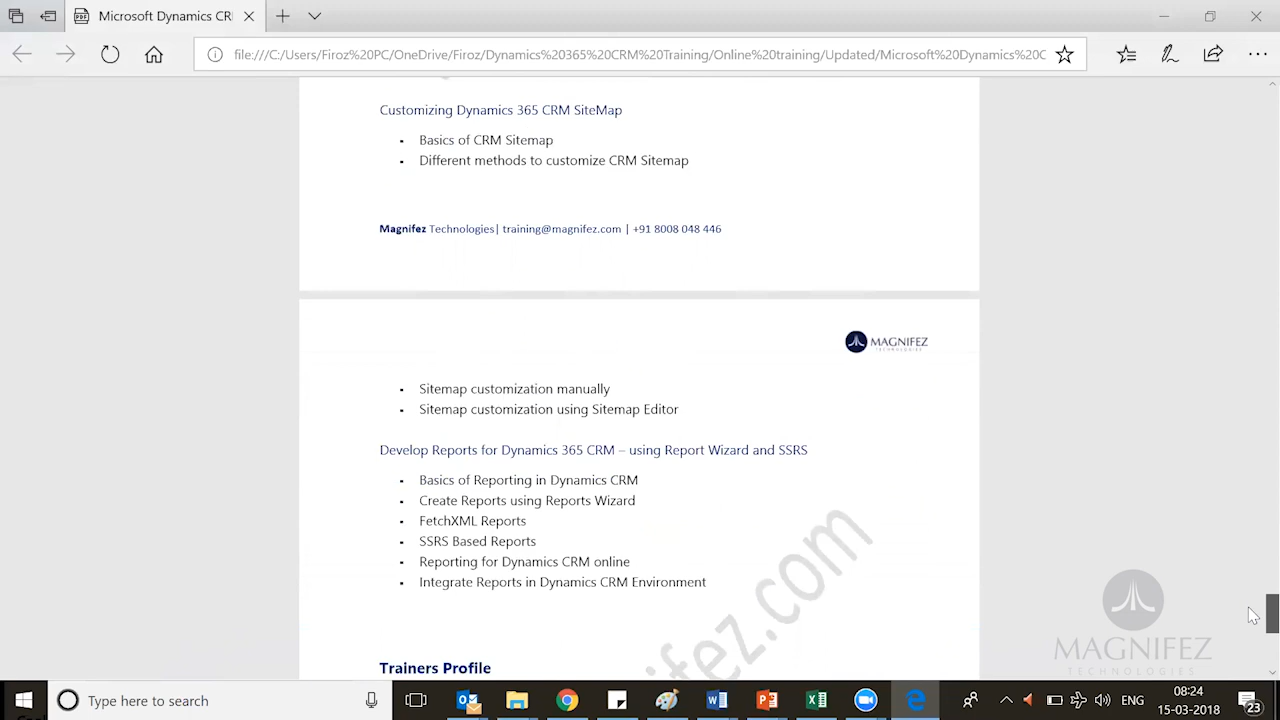 Microsoft Dynamics CR
file:///C:/Users/Firoz%20PC/OneDrive/Firoz/Dynamics%20365%20CRM%20Training/Online%20training/Updated/Microsoft%20Dynamics%20C
Customizing Dynamics 365 CRM SiteMap
▪ Basics of CRM Sitemap
▪ Different methods to customize CRM Sitemap
Magnifez Technologies| training@magnifez.com | +91 8008 048 446
MAGNIFEZ
TECHNOLOGIES
▪ Sitemap customization manually
▪ Sitemap customization using Sitemap Editor
Develop Reports for Dynamics 365 CRM – using Report Wizard and SSRS
▪ Basics of Reporting in Dynamics CRM
▪ Create Reports using Reports Wizard
▪ FetchXML Reports
▪ SSRS Based Reports
▪ Reporting for Dynamics CRM online
▪ Integrate Reports in Dynamics CRM Environment
ifez.com
Trainers Profile
MAGNIFEZ
TECHNOLOGIES
Type here to search
ENG
08:24
15-03-2018
23